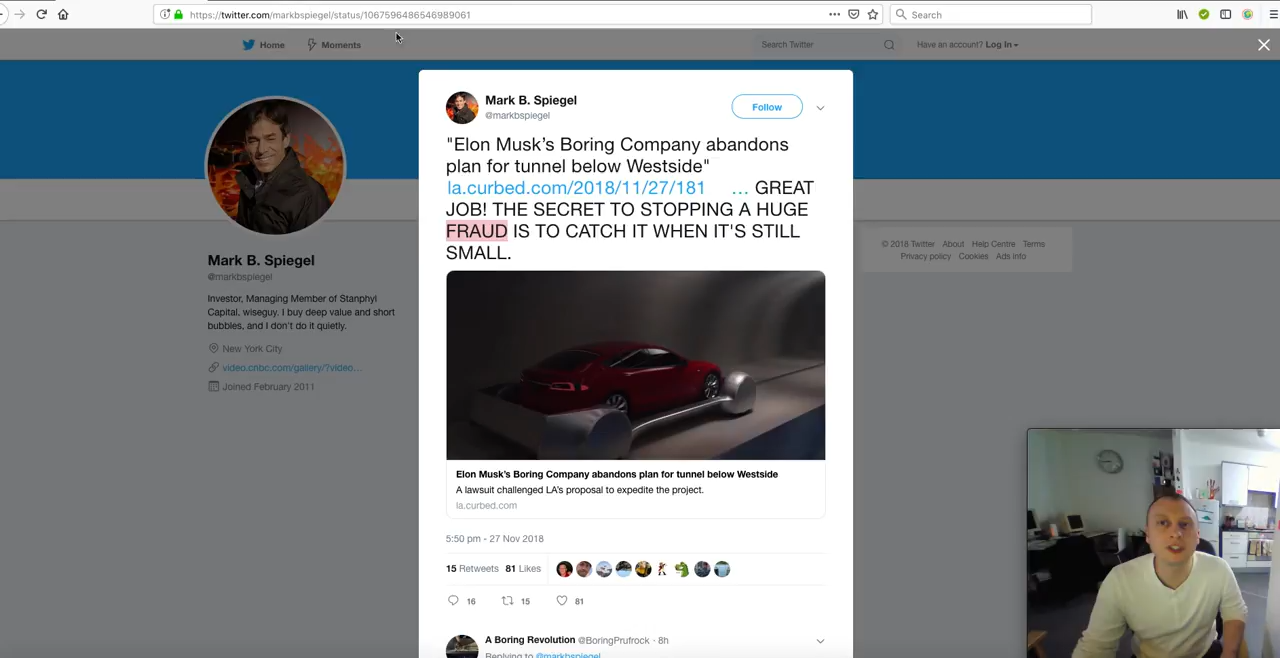 https://twitter.com/markbspiegel/status/1067596486546989061
Search
Home
Moments
Search Twitter
Have an account? Log In
Mark B. Spiegel
@markbspiegel
Follow
"Elon Musk’s Boring Company abandons
plan for tunnel below Westside"
la.curbed.com/2018/11/27/181 … GREAT
JOB! THE SECRET TO STOPPING A HUGE
FRAUD IS TO CATCH IT WHEN IT'S STILL
SMALL.
Elon Musk’s Boring Company abandons plan for tunnel below Westside
A lawsuit challenged LA’s proposal to expedite the project.
la.curbed.com
5:50 pm - 27 Nov 2018
15 Retweets 81 Likes
16 15 81
A Boring Revolution @BoringPrufrock · 8h
Replying to @markbspiegel
Mark B. Spiegel
@markbspiegel
Investor, Managing Member of Stanphyl
Capital, wiseguy. I buy deep value and short
bubbles, and I don't do it quietly.
New York City
video.cnbc.com/gallery/?video…
Joined February 2011
© 2018 Twitter About Help Centre Terms
Privacy policy Cookies Ads info